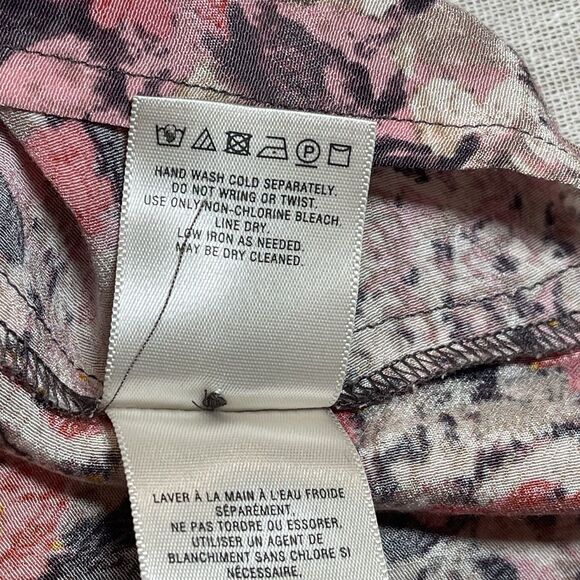 P
HAND WASH COLD SEPARATELY.
DO NOT WRING OR TWIST.
USE ONLY NON-CHLORINE BLEACH.
LINE DRY.
LOW IRON AS NEEDED.
MAY BE DRY CLEANED.
LAVER À LA MAIN À L'EAU FROIDE
SÉPARÉMENT.
NE PAS TORDRE OU ESSORER.
UTILISER UN AGENT DE
BLANCHIMENT SANS CHLORE SI
NÉCESSAIRE.